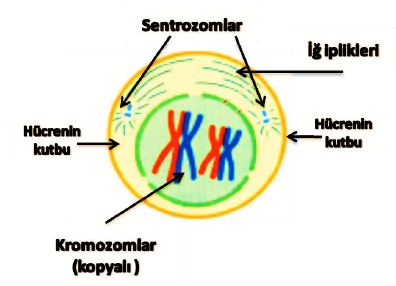 Sentrozomlar
İğ iplikleri
Hücrenin
kutbu
Hücrenin
kutbu
Kromozomlar
(kopyalı )